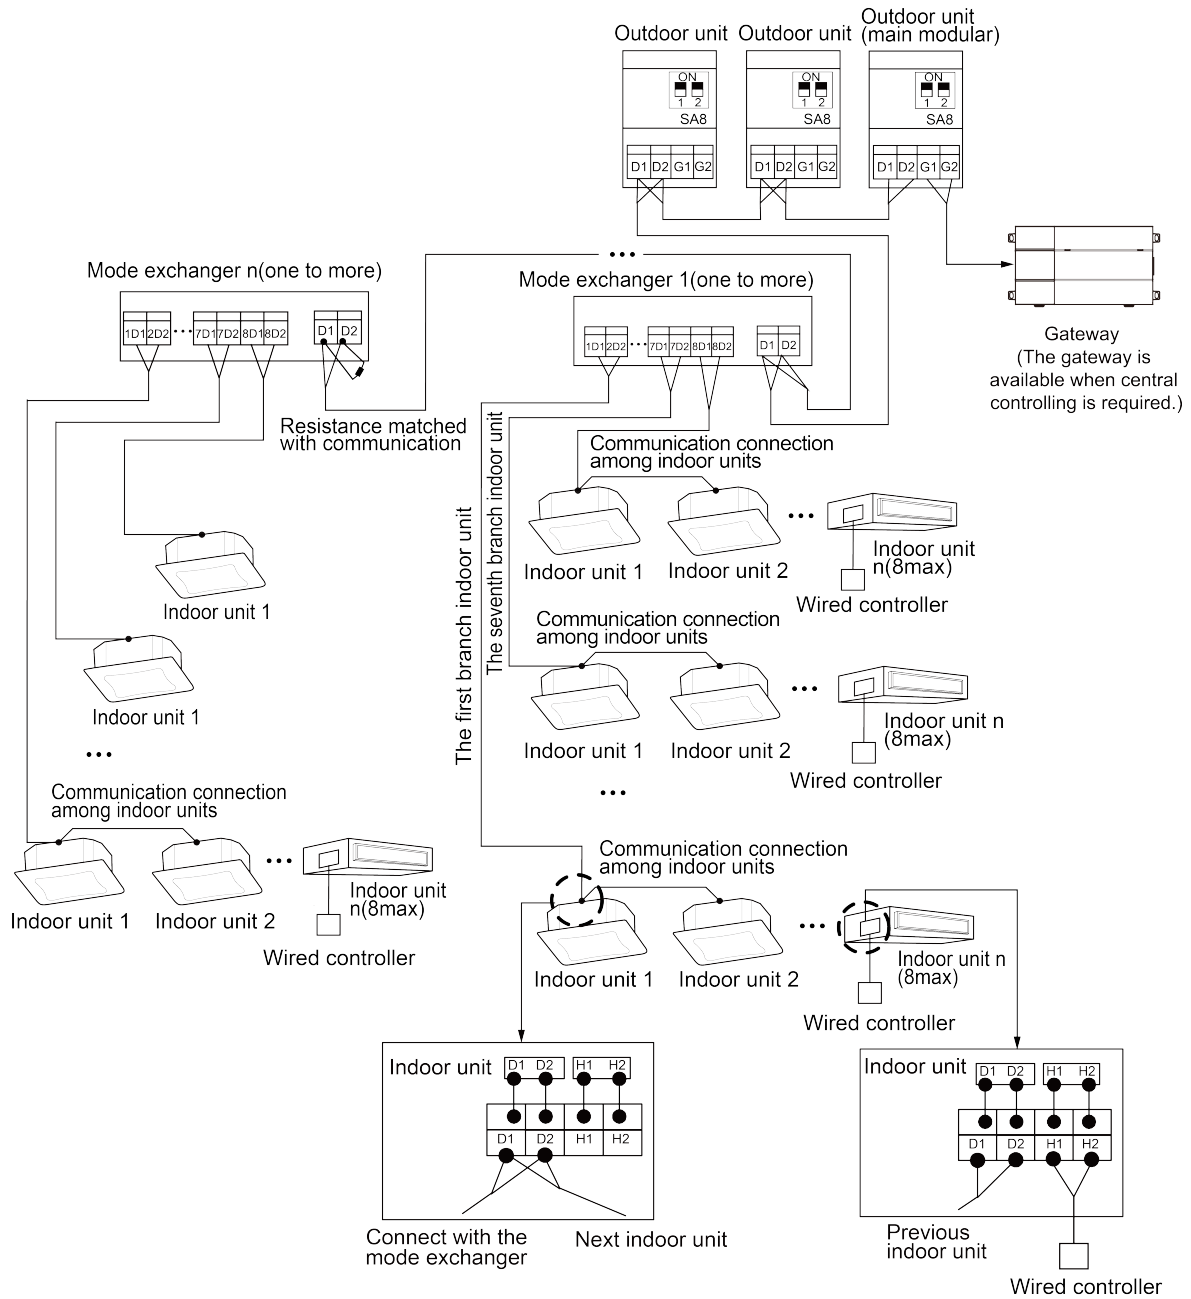 Outdoor unit
Outdoor unit
Outdoor unit
(main modular)
ON
1 2
SA8
D1 D2 G1 G2
ON
1 2
SA8
D1 D2 G1 G2
ON
1 2
SA8
D1 D2 G1 G2
Gateway
(The gateway is
available when central
controlling is required.)
Mode exchanger n(one to more)
1D1 2D2 ••• 7D1 7D2 8D1 8D2
D1 D2
Resistance matched
with communication
•••
Mode exchanger 1(one to more)
1D1 2D2 ••• 7D1 7D2 8D1 8D2
D1 D2
The first branch indoor unit
The seventh branch indoor unit
Communication connection
among indoor units
•••
Indoor unit 1
Indoor unit 2
Indoor unit
n(8max)
Wired controller
Communication connection
among indoor units
•••
Indoor unit 1
Indoor unit 2
Indoor unit n
(8max)
Wired controller
•••
Indoor unit 1
Indoor unit 1
•••
Communication connection
among indoor units
•••
Indoor unit 1
Indoor unit 2
Indoor unit
n(8max)
Wired controller
Communication connection
among indoor units
•••
Indoor unit 1
Indoor unit 2
Indoor unit n
(8max)
Wired controller
Indoor unit
D1 D2 H1 H2
D1 D2 H1 H2
Connect with the
mode exchanger
Next indoor unit
Indoor unit
D1 D2 H1 H2
D1 D2 H1 H2
Previous
indoor unit
Wired controller